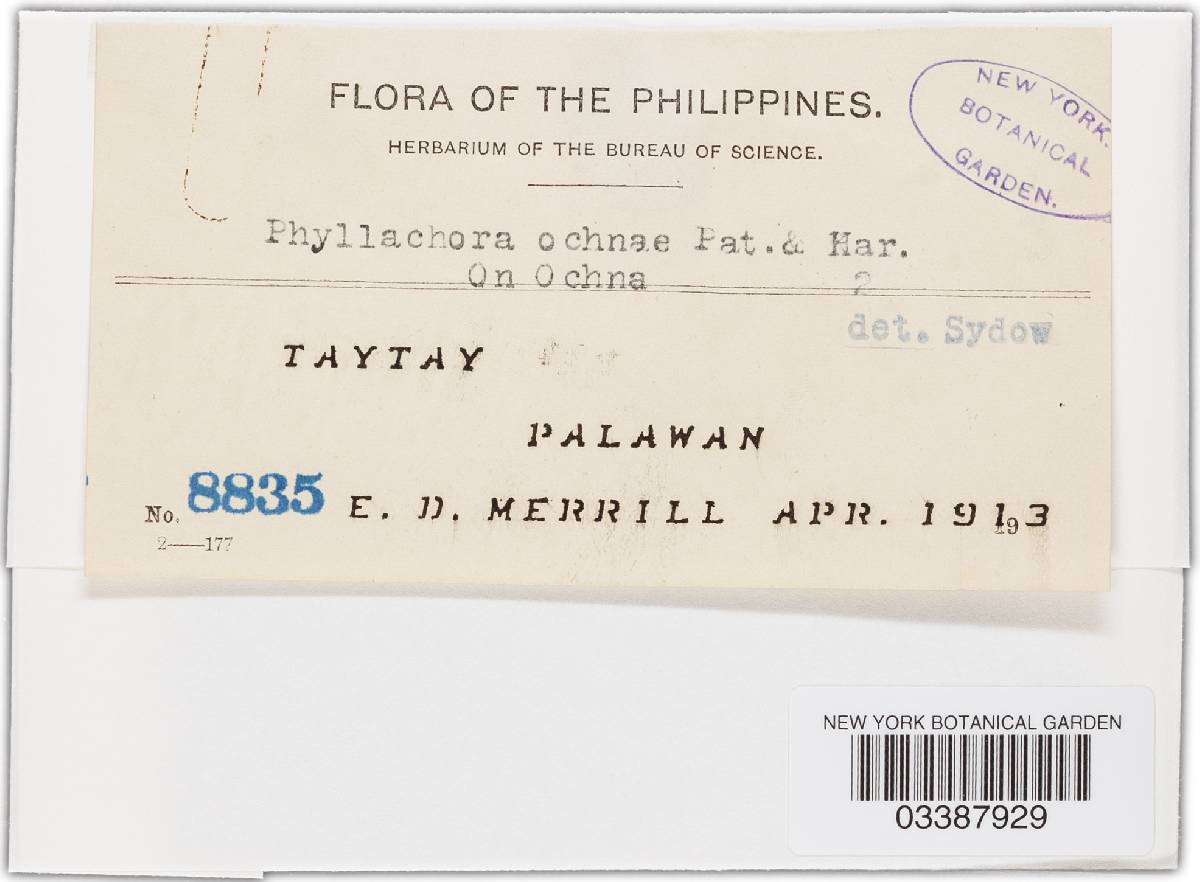 FLORA OF THE PHILIPPINES.
HERBARIUM OF THE BUREAU OF SCIENCE.
NEW YORK.
BOTANICAL
GARDEN.
Phyllachora ochnae Pat. & Har.
On Ochna 2
det. Sydow
TAYTAY
PALAWAN
No. 8835 E. D. MERRILL APR. 1913 19
2—177
NEW YORK BOTANICAL GARDEN
03387929